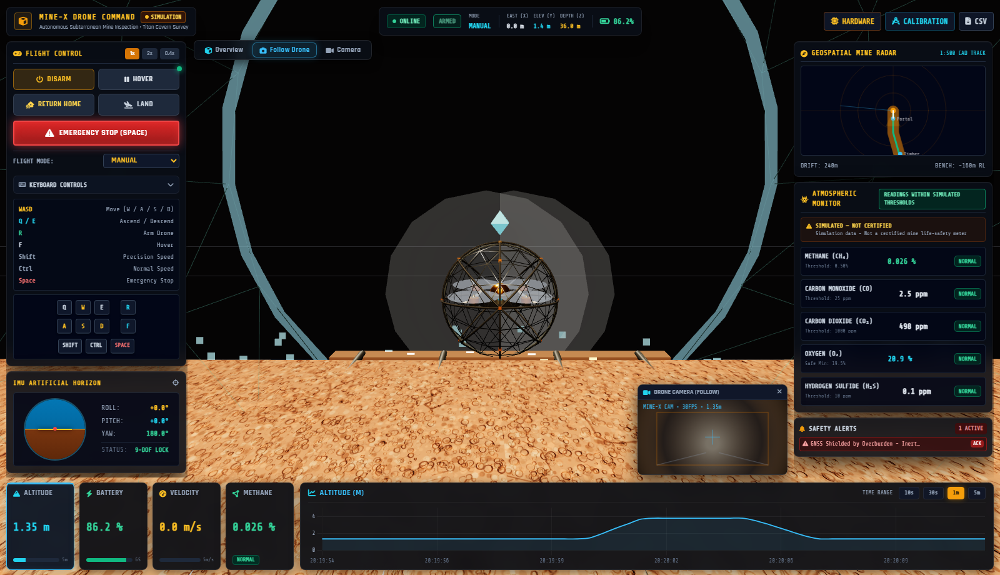 MINE-X DRONE COMMAND
SIMULATION
Autonomous Subterranean Mine Inspection • Titan Cavern Survey
ONLINE
ARMED
MODE
MANUAL
EAST (X)
0.0 m
ELEV (Y)
1.4 m
DEPTH (Z)
36.0 m
86.2%
HARDWARE
CALIBRATION
CSV
Overview
Follow Drone
Camera
FLIGHT CONTROL
1x
2x
0.4x
DISARM
HOVER
RETURN HOME
LAND
EMERGENCY STOP (SPACE)
FLIGHT MODE:
MANUAL
KEYBOARD CONTROLS
WASD
Move (W / A / S / D)
Q / E
Ascend / Descend
R
Arm Drone
F
Hover
Shift
Precision Speed
Ctrl
Normal Speed
Space
Emergency Stop
Q
W
E
R
A
S
D
F
SHIFT
CTRL
SPACE
IMU ARTIFICIAL HORIZON
ROLL:
+0.0°
PITCH:
+0.0°
YAW:
180.0°
STATUS:
9-DOF LOCK
GEOSPATIAL MINE RADAR
1:500 CAD TRACK
Portal
Timber
DRIFT: 240m
BENCH: -160m RL
ATMOSPHERIC MONITOR
READINGS WITHIN SIMULATED THRESHOLDS
SIMULATED — NOT CERTIFIED
Simulation data - Not a certified mine life-safety meter
METHANE (CH₄)
Threshold: 0.50%
0.026 %
NORMAL
CARBON MONOXIDE (CO)
Threshold: 25 ppm
2.5 ppm
NORMAL
CARBON DIOXIDE (CO₂)
Threshold: 1000 ppm
498 ppm
NORMAL
OXYGEN (O₂)
Safe Min: 19.5%
20.9 %
NORMAL
HYDROGEN SULFIDE (H₂S)
Threshold: 10 ppm
0.1 ppm
NORMAL
SAFETY ALERTS
1 ACTIVE
GNSS Shielded by Overburden - Inert…
ACK
DRONE CAMERA (FOLLOW)
MINE-X CAM • 30FPS • 1.35m
ALTITUDE
1.35 m
5m
BATTERY
86.2 %
6S
VELOCITY
0.0 m/s
5m/s
METHANE
0.026 %
NORMAL
ALTITUDE (M)
TIME RANGE
10s
30s
1m
5m
4
2
0
20:19:54
20:19:56
20:19:59
20:20:02
20:20:06
20:20:09